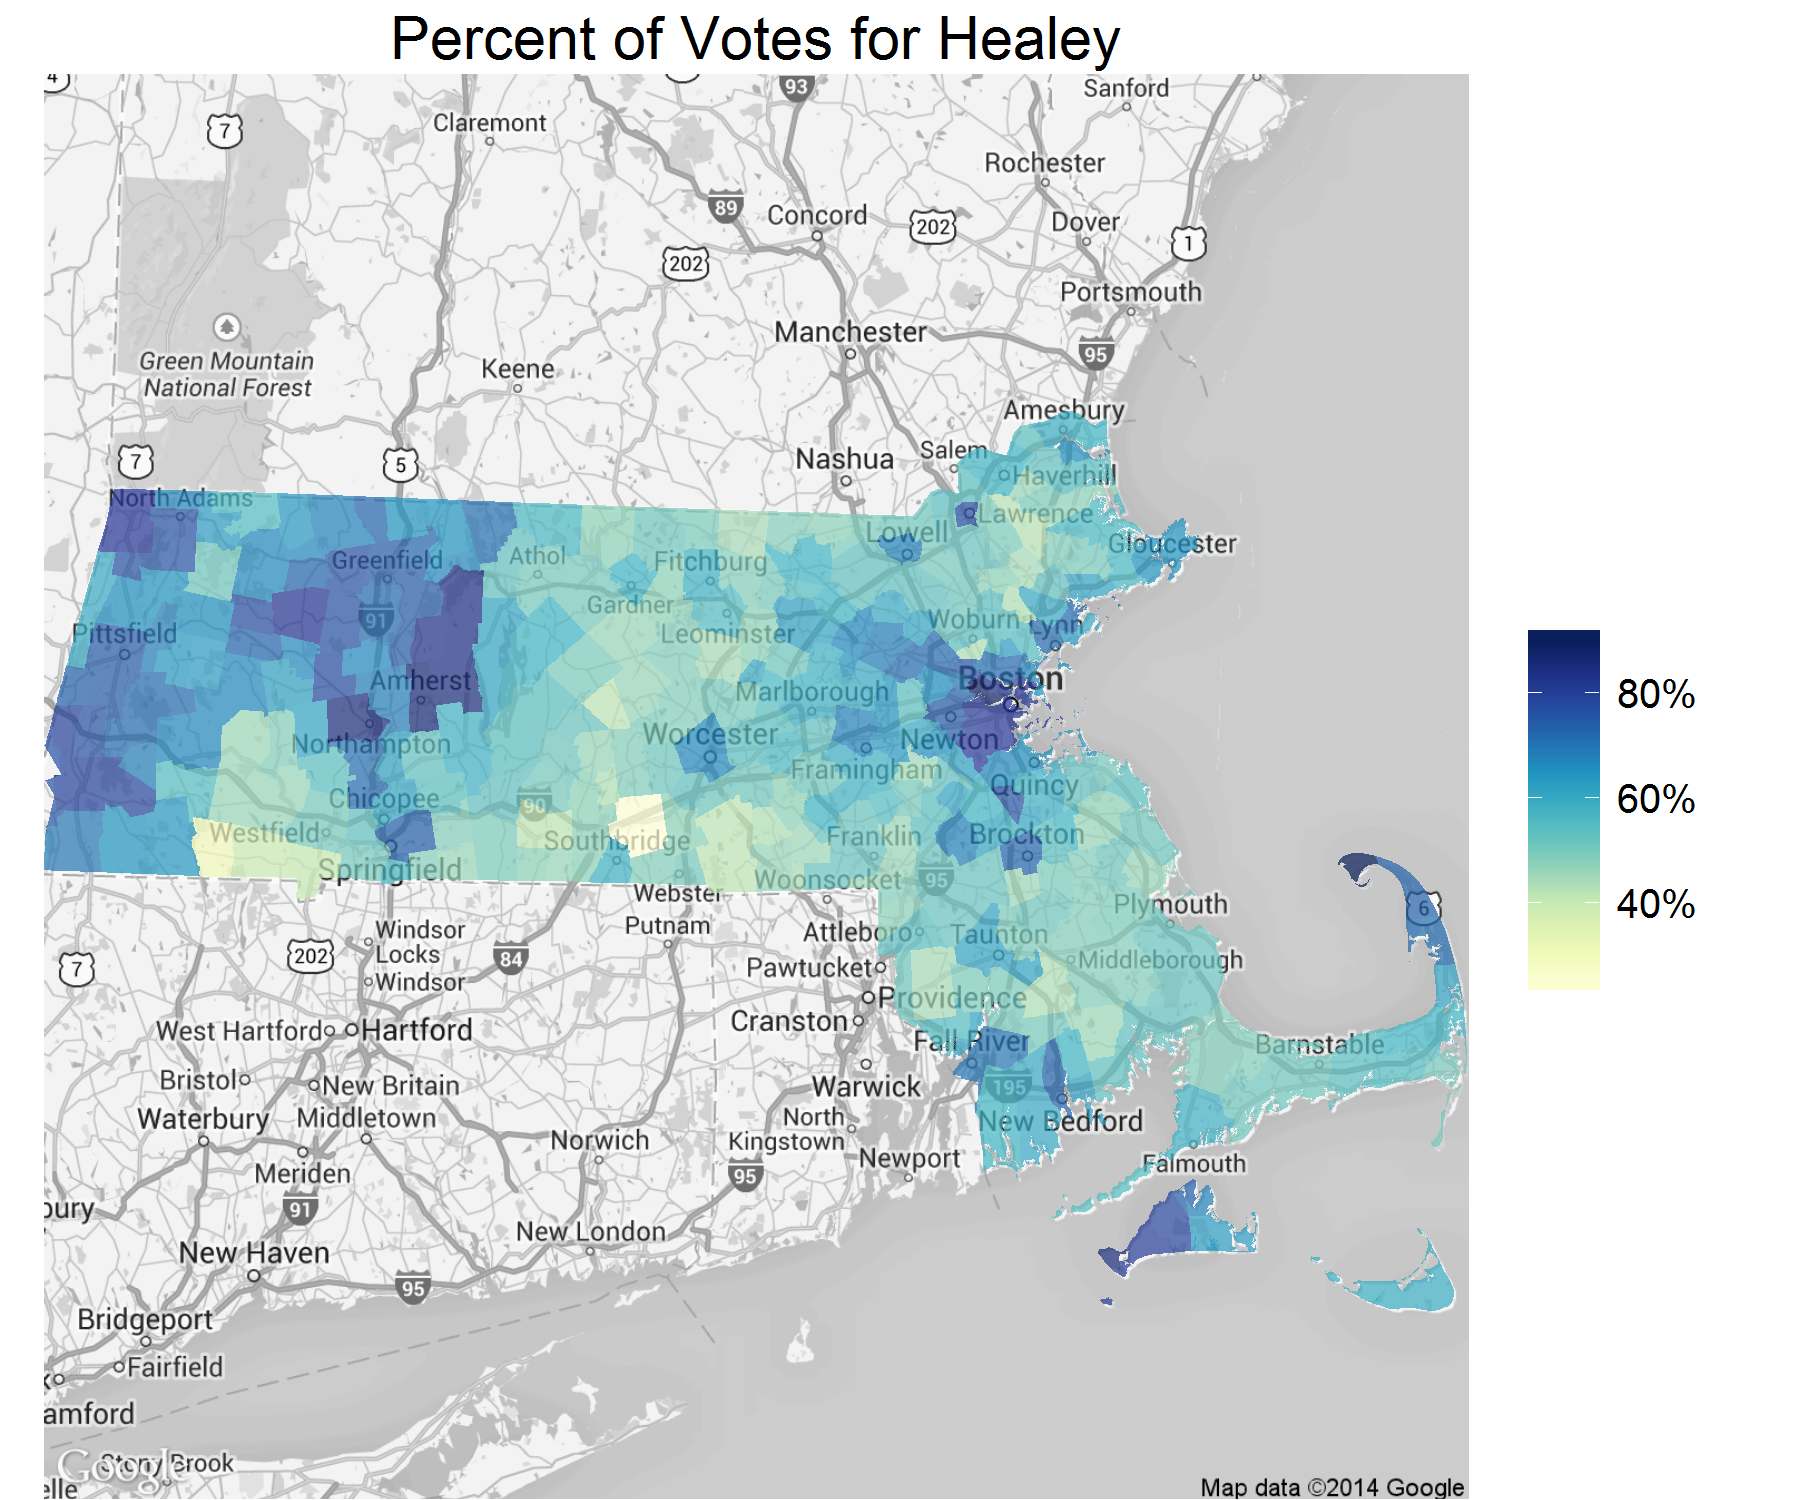 Percent of Votes for Healey
4
93
Sanford
7
Claremont
Rochester
89
Concord
202
Dover
1
202
Portsmouth
Manchester
95
Green Mountain
National Forest
Keene
Amesbury
7
5
Nashua
Salem
Haverhill
North Adams
Lawrence
Lowell
Gloucester
Greenfield
Athol
Fitchburg
Gardner
91
Woburn
Lynn
Pittsfield
Leominster
Amherst
Boston
Marlborough
80%
Northampton
Worcester
Newton
Framingham
Quincy
Chicopee
90
60%
Westfield
Southbridge
Franklin
Brockton
Springfield
Woonsocket
95
Webster
Plymouth
6
40%
Windsor
Locks
Putnam
Attleboro
Taunton
202
84
7
Windsor
Pawtucket
Middleborough
Providence
West Hartford
Hartford
Cranston
Fall River
Barnstable
Bristol
New Britain
Warwick
195
Waterbury
Middletown
North
Kingstown
New Bedford
Norwich
Newport
Falmouth
Meriden
95
bury
91
New London
New Haven
95
Bridgeport
Fairfield
amford
Google
Stony Brook
elle
Map data ©2014 Google